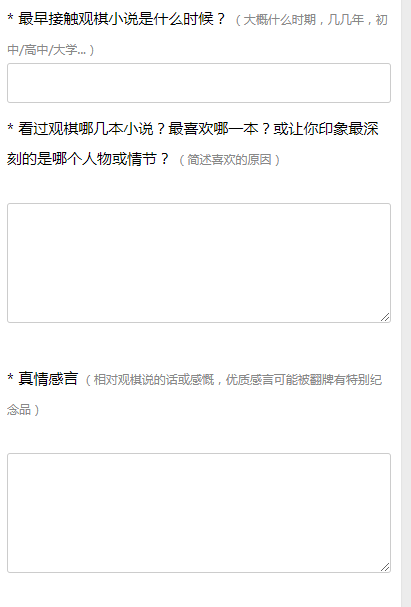 * 最早接触观棋小说是什么时候？（大概什么时期，几几年，初
中/高中/大学...）
* 看过观棋哪几本小说？最喜欢哪一本？或让你印象最深
刻的是哪个人物或情节？（简述喜欢的原因）
* 真情感言（相对观棋说的话或感慨，优质感言可能被翻牌有特别纪
念品）